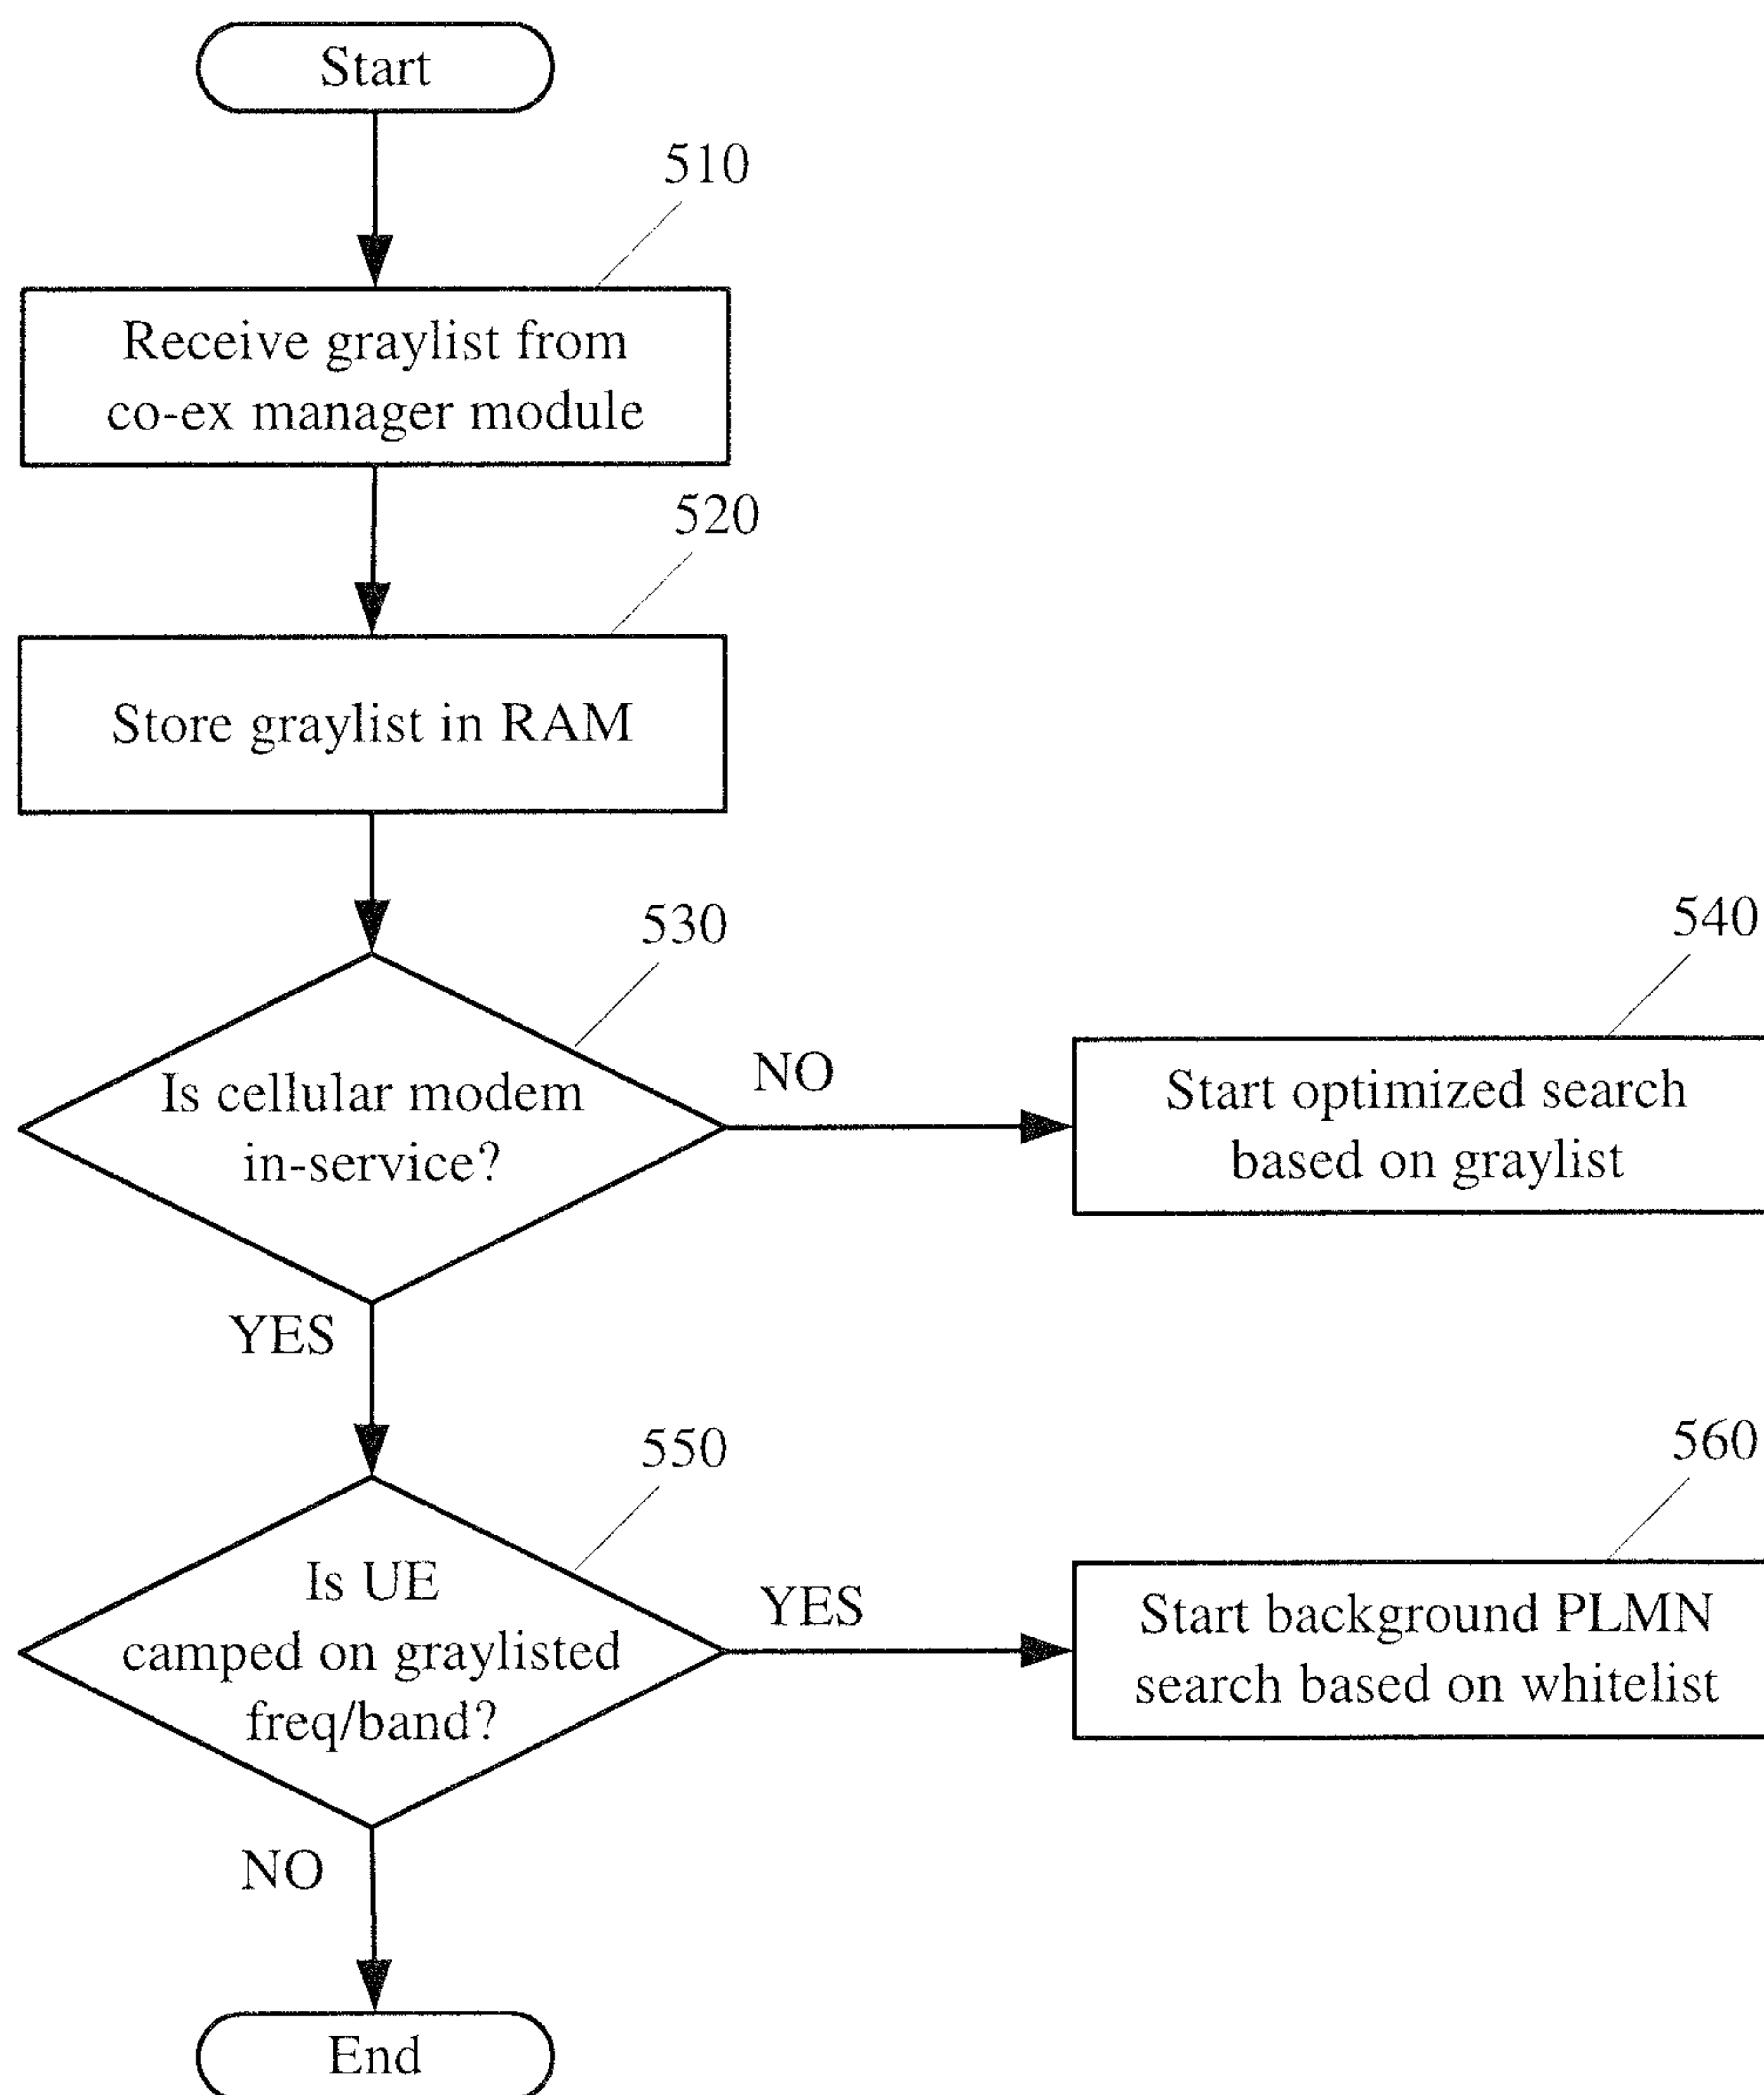 Start
510
Receive graylist from
co-ex manager module
520
Store graylist in RAM
530
Is cellular modem
in-service?
NO
540
Start optimized search
based on graylist
YES
550
Is UE
camped on graylisted
freq/band?
YES
560
Start background PLMN
search based on whitelist
NO
End